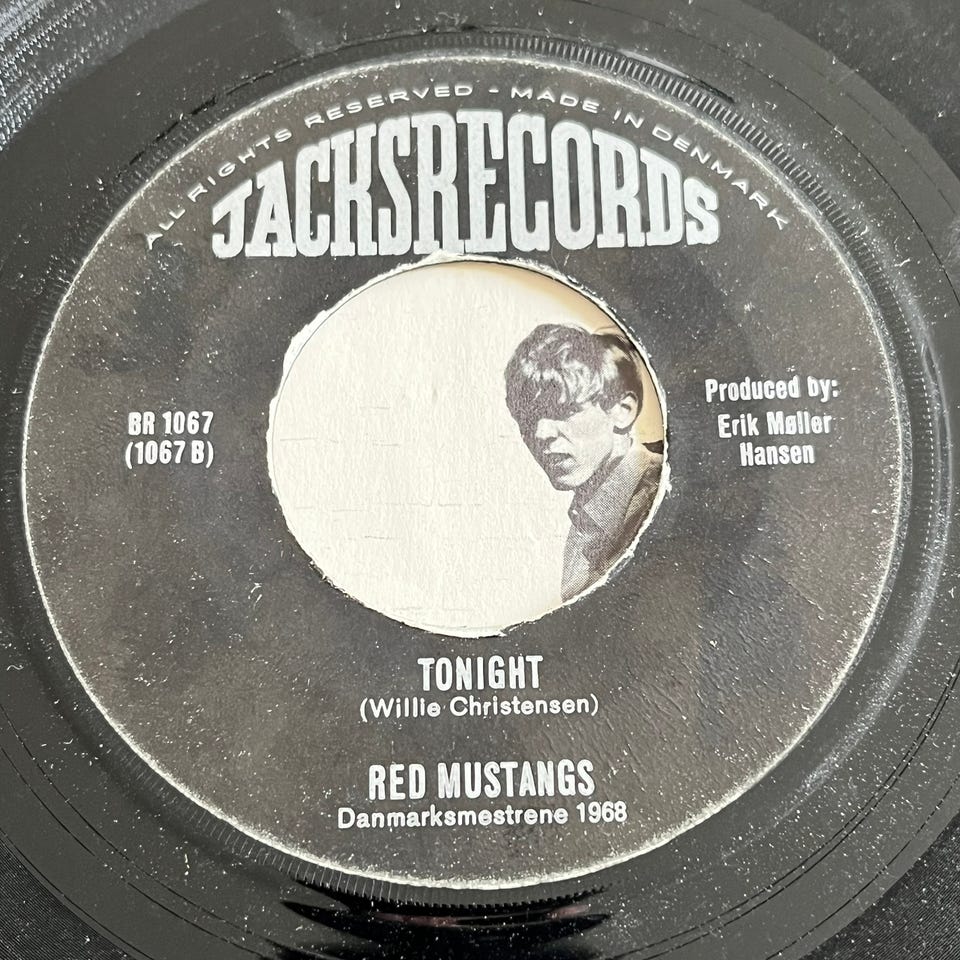 ALL RIGHTS RESERVED - MADE IN DENMARK
JACKSRECORDS
BR 1067
(1067 B)
Produced by:
Erik Møller
Hansen
TONIGHT
(Willie Christensen)
RED MUSTANGS
Danmarksmestrene 1968